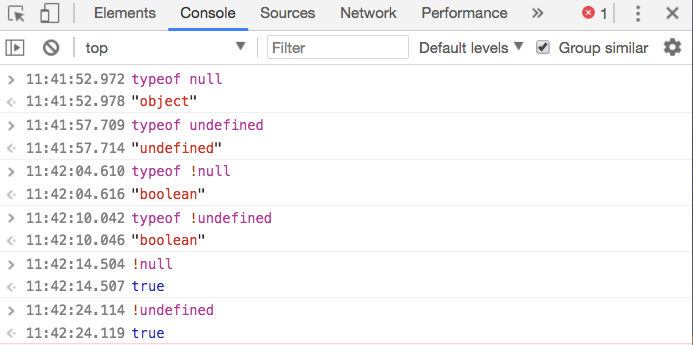 Elements Console Sources Network Performance » 1
top Filter Default levels Group similar
11:41:52.972 typeof null
11:41:52.978 "object"
11:41:57.709 typeof undefined
11:41:57.714 "undefined"
11:42:04.610 typeof !null
11:42:04.616 "boolean"
11:42:10.042 typeof !undefined
11:42:10.046 "boolean"
11:42:14.504 !null
11:42:14.507 true
11:42:24.114 !undefined
11:42:24.119 true